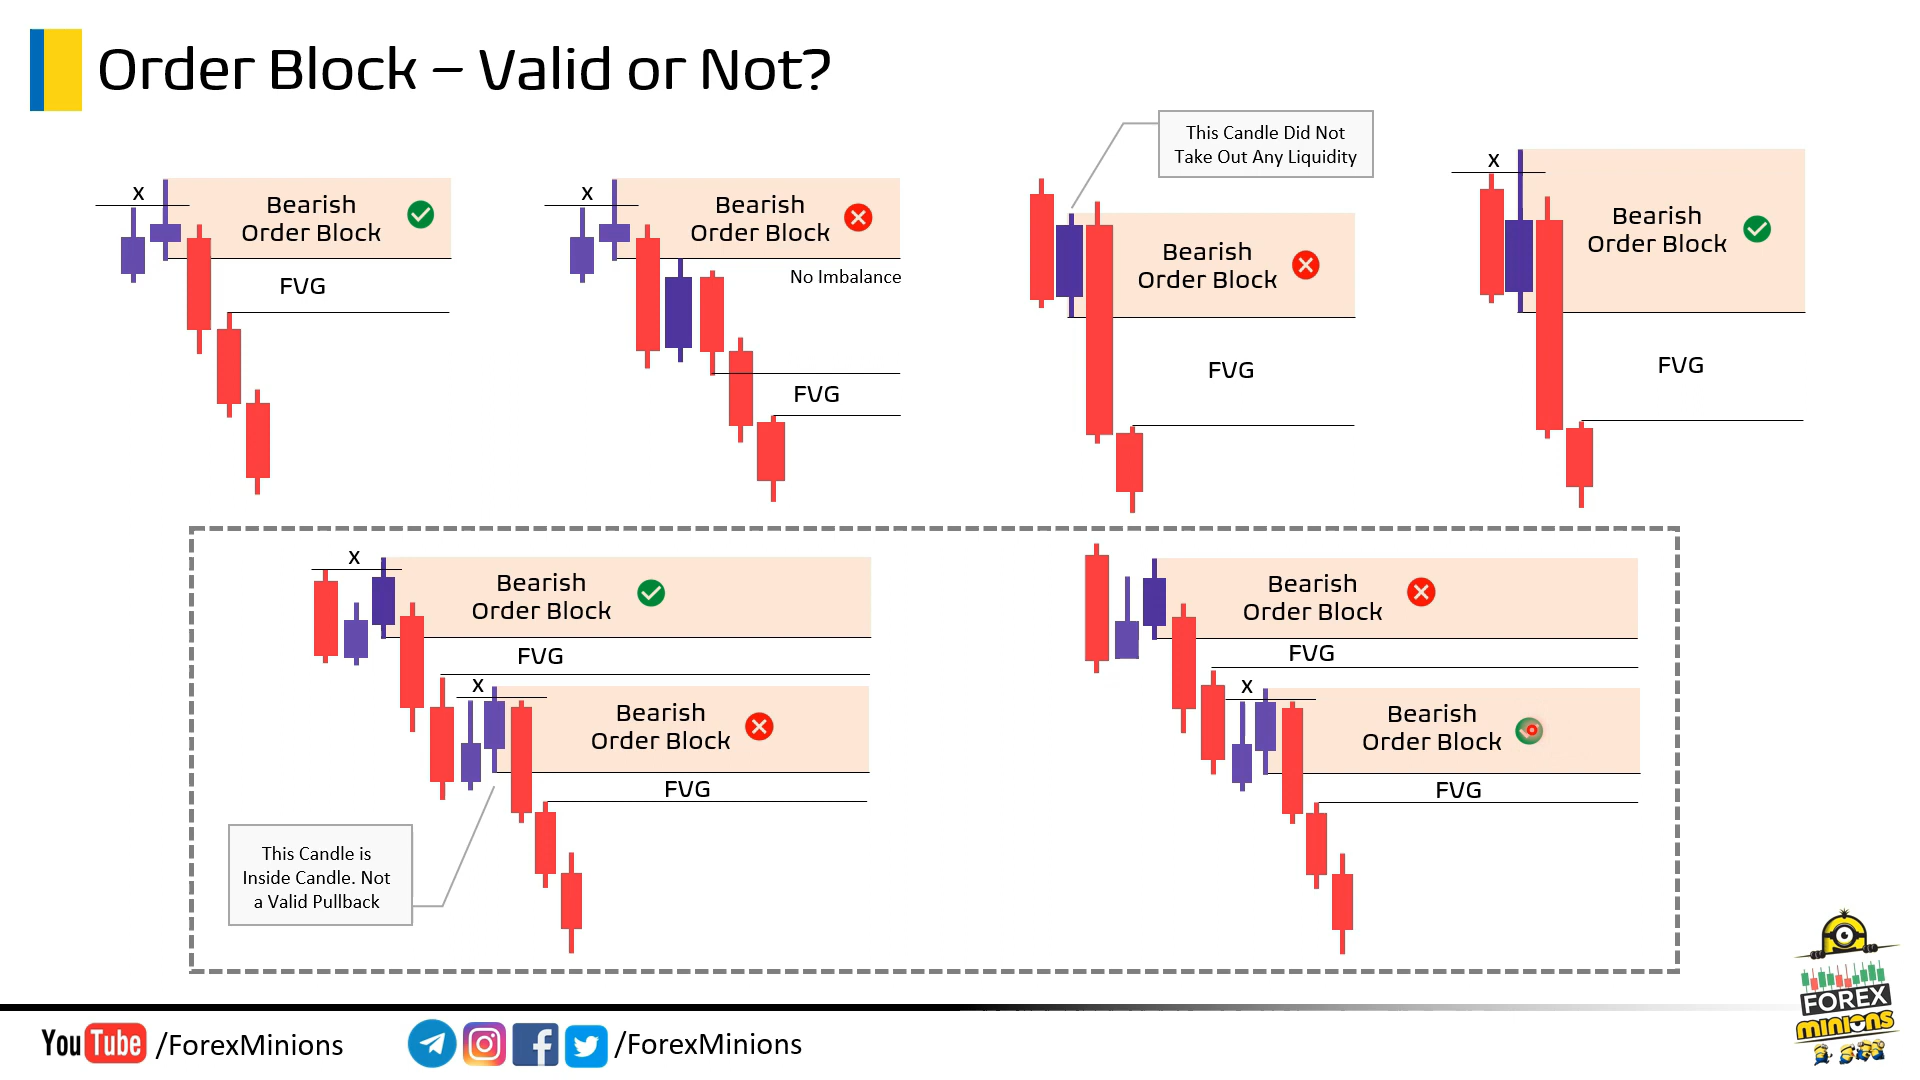 Order Block – Valid or Not?
This Candle Did Not
Take Out Any Liquidity
X
Bearish
Order Block
FVG
X
Bearish
Order Block
No Imbalance
FVG
Bearish
Order Block
FVG
X
Bearish
Order Block
FVG
X
Bearish
Order Block
FVG
X
Bearish
Order Block
FVG
This Candle is
Inside Candle. Not
a Valid Pullback
Bearish
Order Block
FVG
X
Bearish
Order Block
FVG
FOREX
MINIONS
YouTube /ForexMinions
/ForexMinions